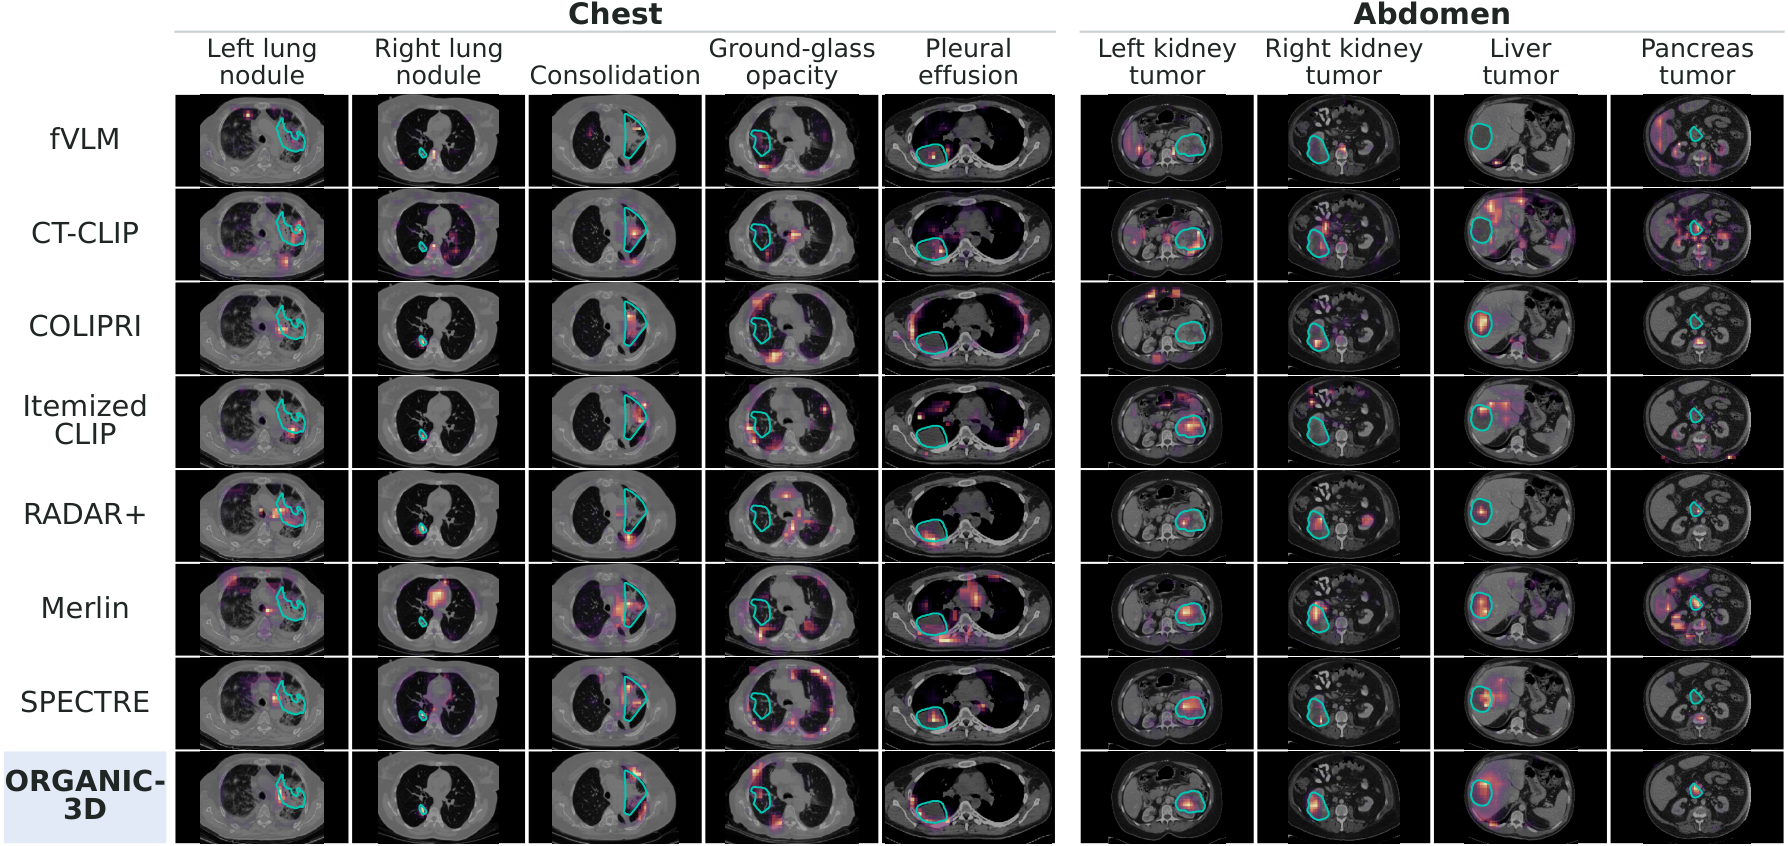 Chest
Abdomen
Left lung
nodule
Right lung
nodule
Consolidation
Ground-glass
opacity
Pleural
effusion
Left kidney
tumor
Right kidney
tumor
Liver
tumor
Pancreas
tumor
fVLM
CT-CLIP
COLIPRI
Itemized
CLIP
RADAR+
Merlin
SPECTRE
ORGANIC-
3D